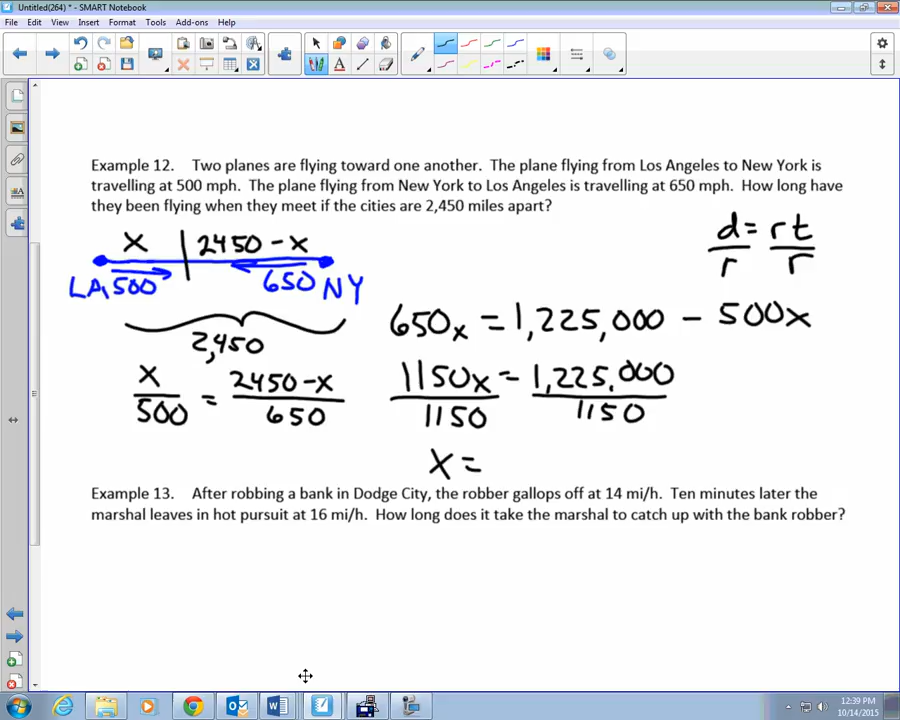 Untitled(264) * - SMART Notebook
File Edit View Insert Format Tools Add-ons Help
Example 12. Two planes are flying toward one another. The plane flying from Los Angeles to New York is
travelling at 500 mph. The plane flying from New York to Los Angeles is travelling at 650 mph. How long have
they been flying when they meet if the cities are 2,450 miles apart?
x 2450 - x
LA 500 650 NY
2,450
d = rt
r r
x = 2450 - x
500 650
650x = 1,225,000 - 500x
1150x = 1,225,000
1150 1150
x =
Example 13. After robbing a bank in Dodge City, the robber gallops off at 14 mi/h. Ten minutes later the
marshal leaves in hot pursuit at 16 mi/h. How long does it take the marshal to catch up with the bank robber?
12:39 PM
10/14/2015